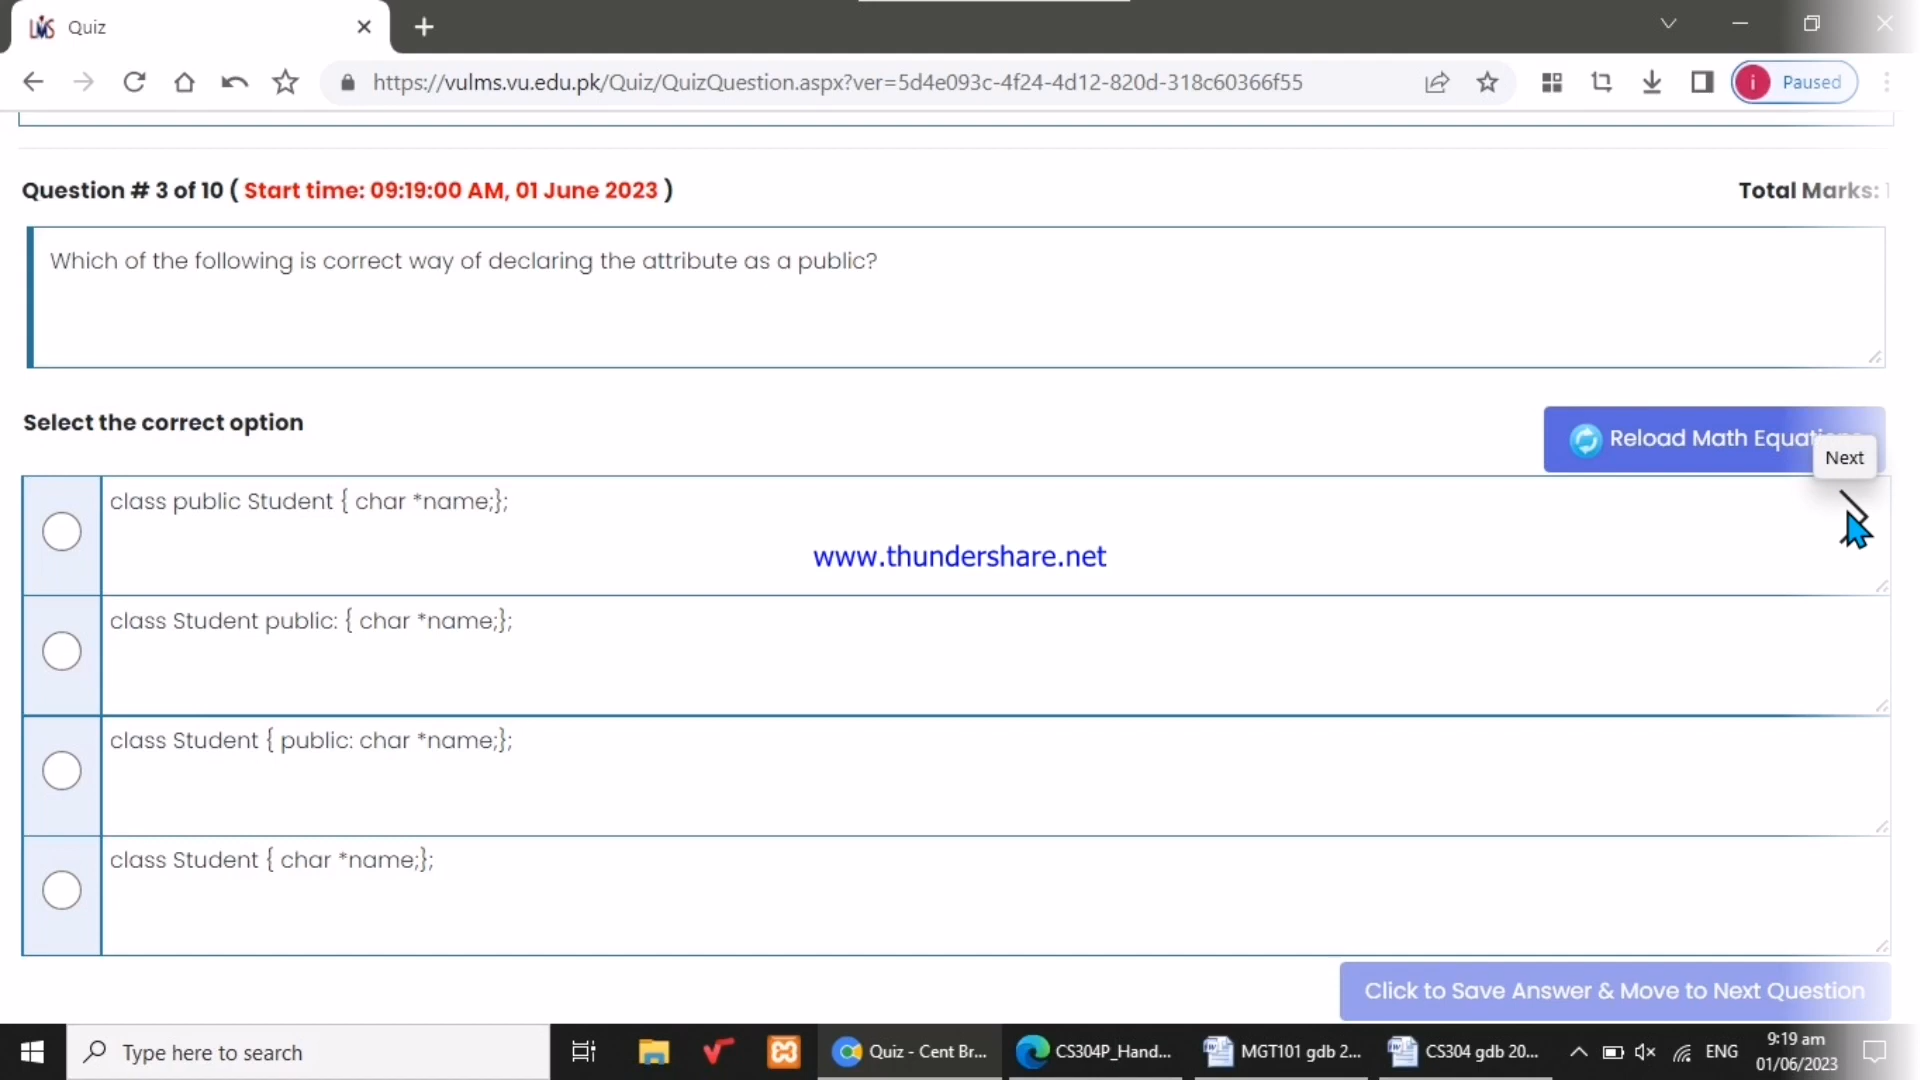 LMS Quiz
https://vulms.vu.edu.pk/Quiz/QuizQuestion.aspx?ver=5d4e093c-4f24-4d12-820d-318c60366f55
i Paused
Question # 3 of 10 ( Start time: 09:19:00 AM, 01 June 2023 )
Total Marks: 1
Which of the following is correct way of declaring the attribute as a public?
Select the correct option
Reload Math Equations
Next
class public Student { char *name;};
www.thundershare.net
class Student public: { char *name;};
class Student { public: char *name;};
class Student { char *name;};
Click to Save Answer & Move to Next Question
Type here to search
Quiz - Cent Br...
CS304P_Hand...
MGT101 gdb 2...
CS304 gdb 20...
ENG
9:19 am
01/06/2023